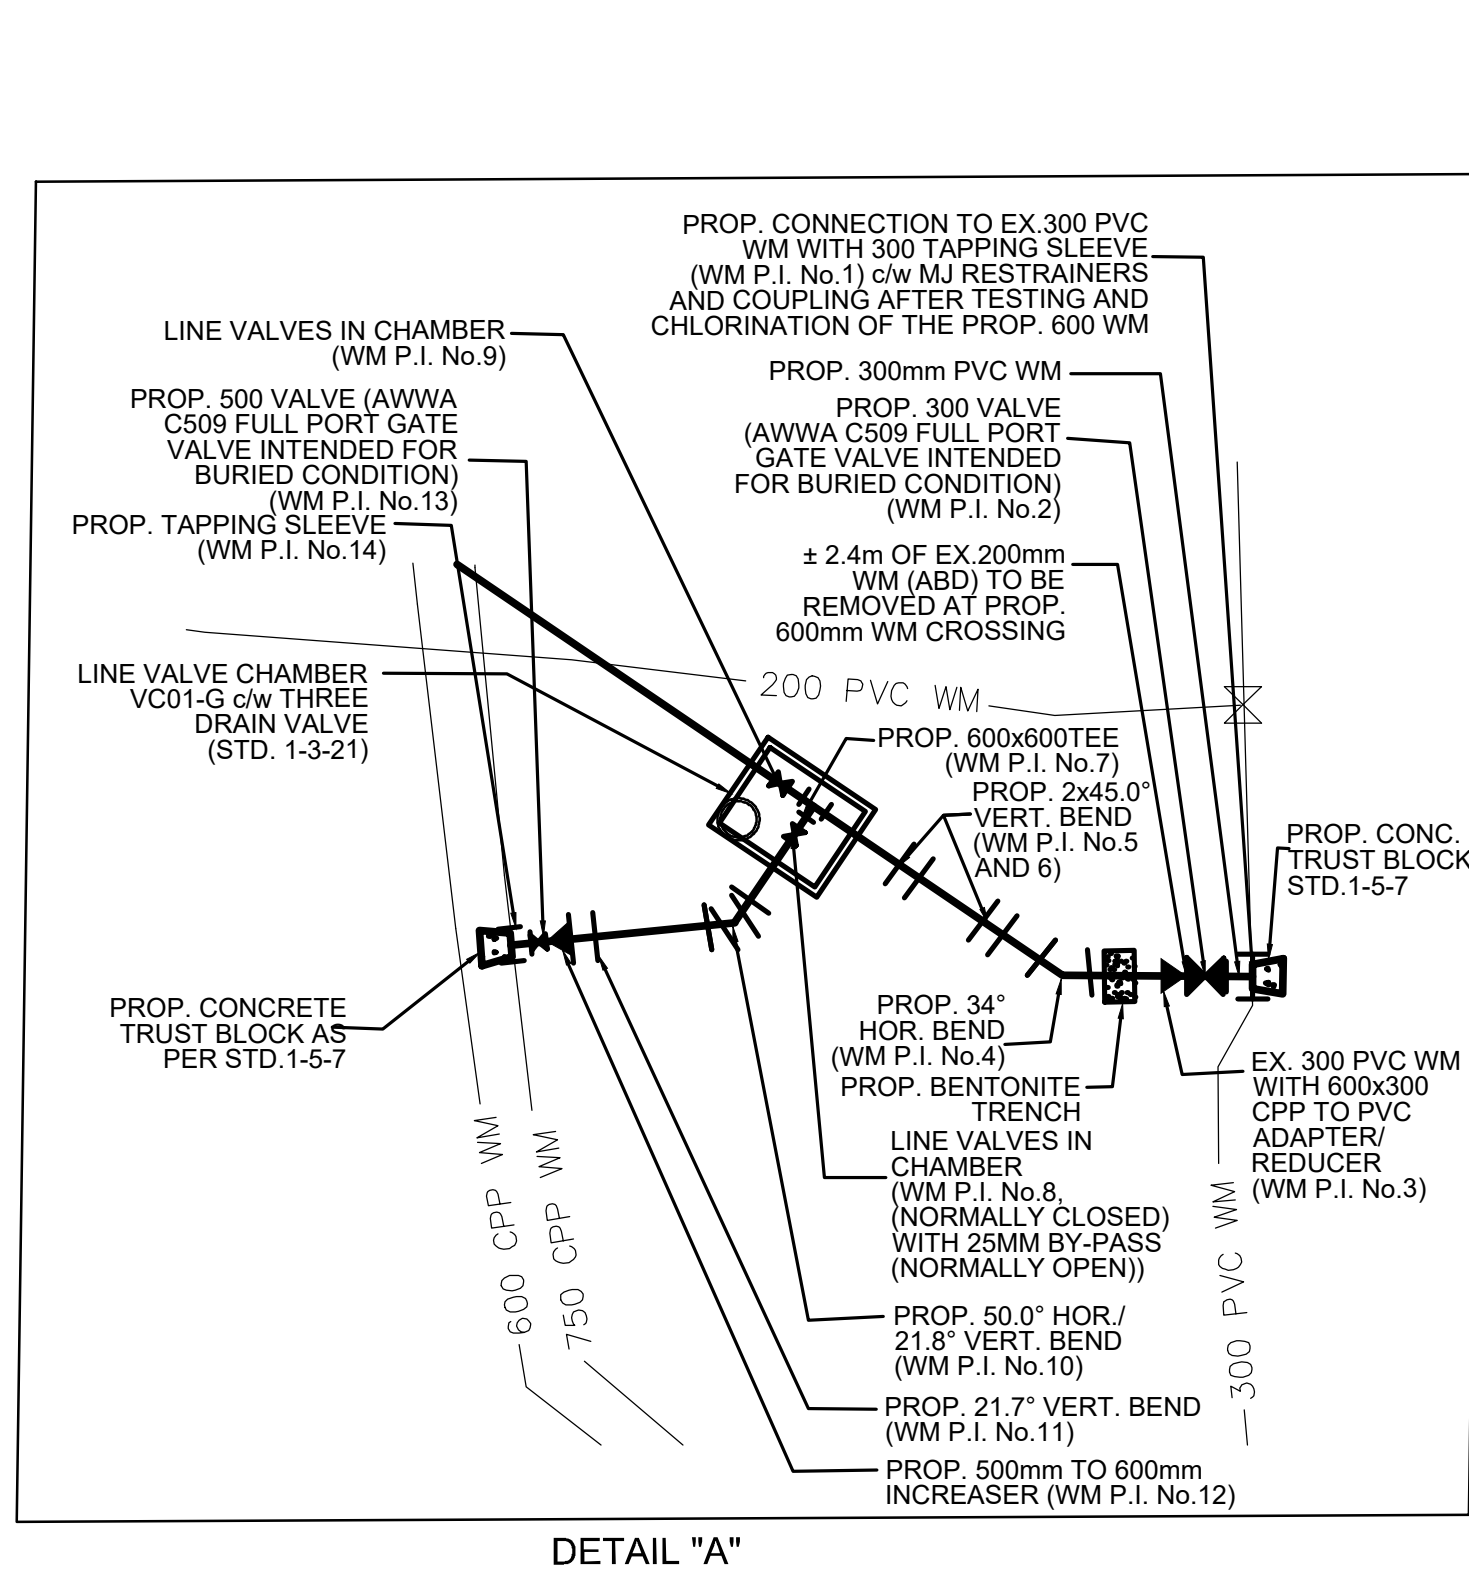 PROP. CONNECTION TO EX.300 PVC
WM WITH 300 TAPPING SLEEVE
(WM P.I. No.1) c/w MJ RESTRAINERS
AND COUPLING AFTER TESTING AND
CHLORINATION OF THE PROP. 600 WM
LINE VALVES IN CHAMBER
(WM P.I. No.9)
PROP. 300mm PVC WM
PROP. 500 VALVE (AWWA
C509 FULL PORT GATE
VALVE INTENDED FOR
BURIED CONDITION)
(WM P.I. No.13)
PROP. 300 VALVE
(AWWA C509 FULL PORT
GATE VALVE INTENDED
FOR BURIED CONDITION)
(WM P.I. No.2)
PROP. TAPPING SLEEVE
(WM P.I. No.14)
± 2.4m OF EX.200mm
WM (ABD) TO BE
REMOVED AT PROP.
600mm WM CROSSING
LINE VALVE CHAMBER
VC01-G c/w THREE
DRAIN VALVE
(STD. 1-3-21)
200 PVC WM
PROP. 600x600TEE
(WM P.I. No.7)
PROP. 2x45.0°
VERT. BEND
(WM P.I. No.5
AND 6)
PROP. CONC.
TRUST BLOCK
STD.1-5-7
PROP. CONCRETE
TRUST BLOCK AS
PER STD.1-5-7
PROP. 34°
HOR. BEND
(WM P.I. No.4)
PROP. BENTONITE
TRENCH
EX. 300 PVC WM
WITH 600x300
CPP TO PVC
ADAPTER/
REDUCER
(WM P.I. No.3)
LINE VALVES IN
CHAMBER
(WM P.I. No.8,
(NORMALLY CLOSED)
WITH 25MM BY-PASS
(NORMALLY OPEN))
600 CPP WM
750 CPP WM
300 PVC WM
PROP. 50.0° HOR./
21.8° VERT. BEND
(WM P.I. No.10)
PROP. 21.7° VERT. BEND
(WM P.I. No.11)
PROP. 500mm TO 600mm
INCREASER (WM P.I. No.12)
DETAIL "A"